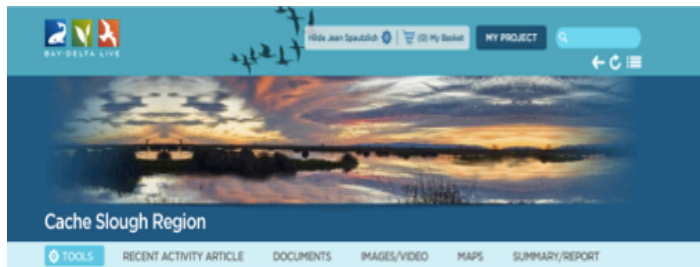 Hilde Jean Spautzlich (0) My Basket MY PROJECT
BAY-DELTA LIVE
Cache Slough Region
TOOLS RECENT ACTIVITY ARTICLE DOCUMENTS IMAGES/VIDEO MAPS SUMMARY/REPORT